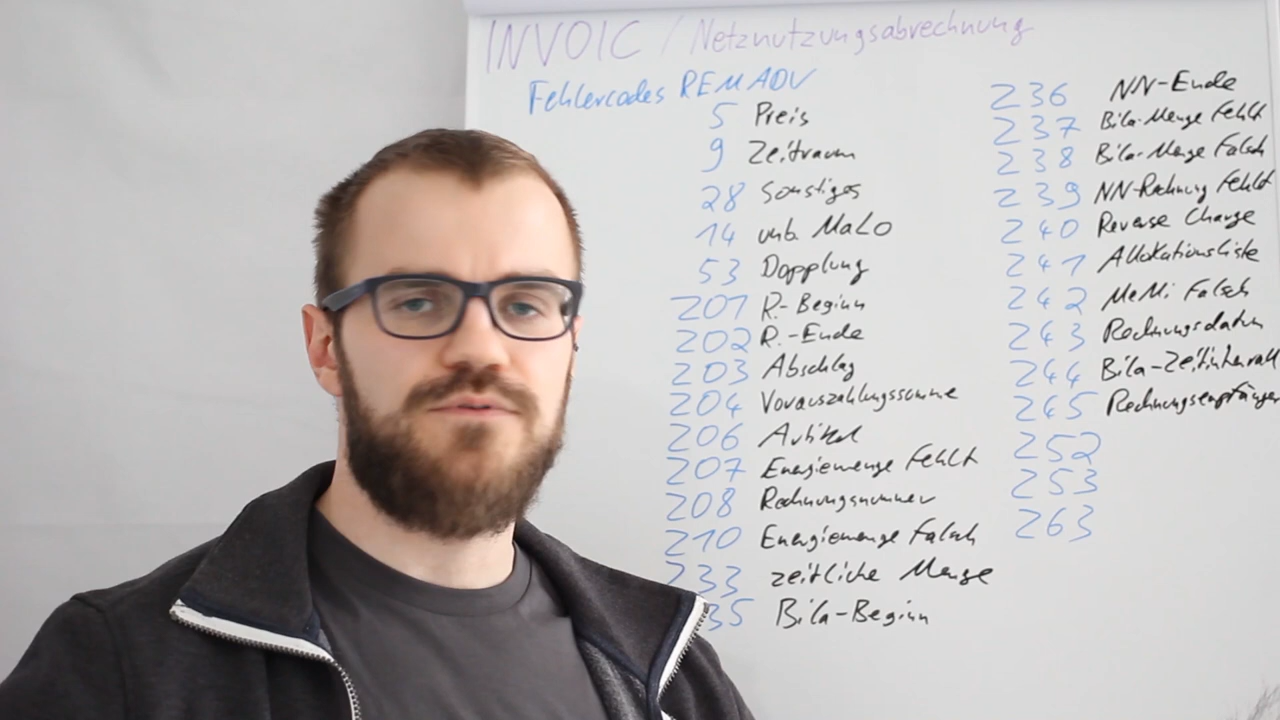 INVOIC / Netznutzungsabrechnung
Fehlercodes REMADV
5 Preis
9 Zeitraum
28 Sonstiges
14 unb. MaLo
53 Dopplung
Z01 R.-Beginn
Z02 R.-Ende
Z03 Abschlag
Z04 Vorauszahlungssumme
Z06 Artikel
Z07 Energiemenge Fehlt
Z08 Rechnungsnummer
Z10 Energiemenge Falsch
Z33 zeitliche Menge
35 Bila-Beginn
Z36 NN-Ende
Z37 Bila-Menge Fehlt
Z38 Bila-Menge Falsch
Z39 NN-Rechnung Fehlt
Z40 Reverse Charge
Z41 Allokationsliste
Z42 MeMi Falsch
Z43 Rechnungsdatum
Z44 Bila-Zeitintervall
Z45 Rechnungsempfänger
Z52
Z53
Z63